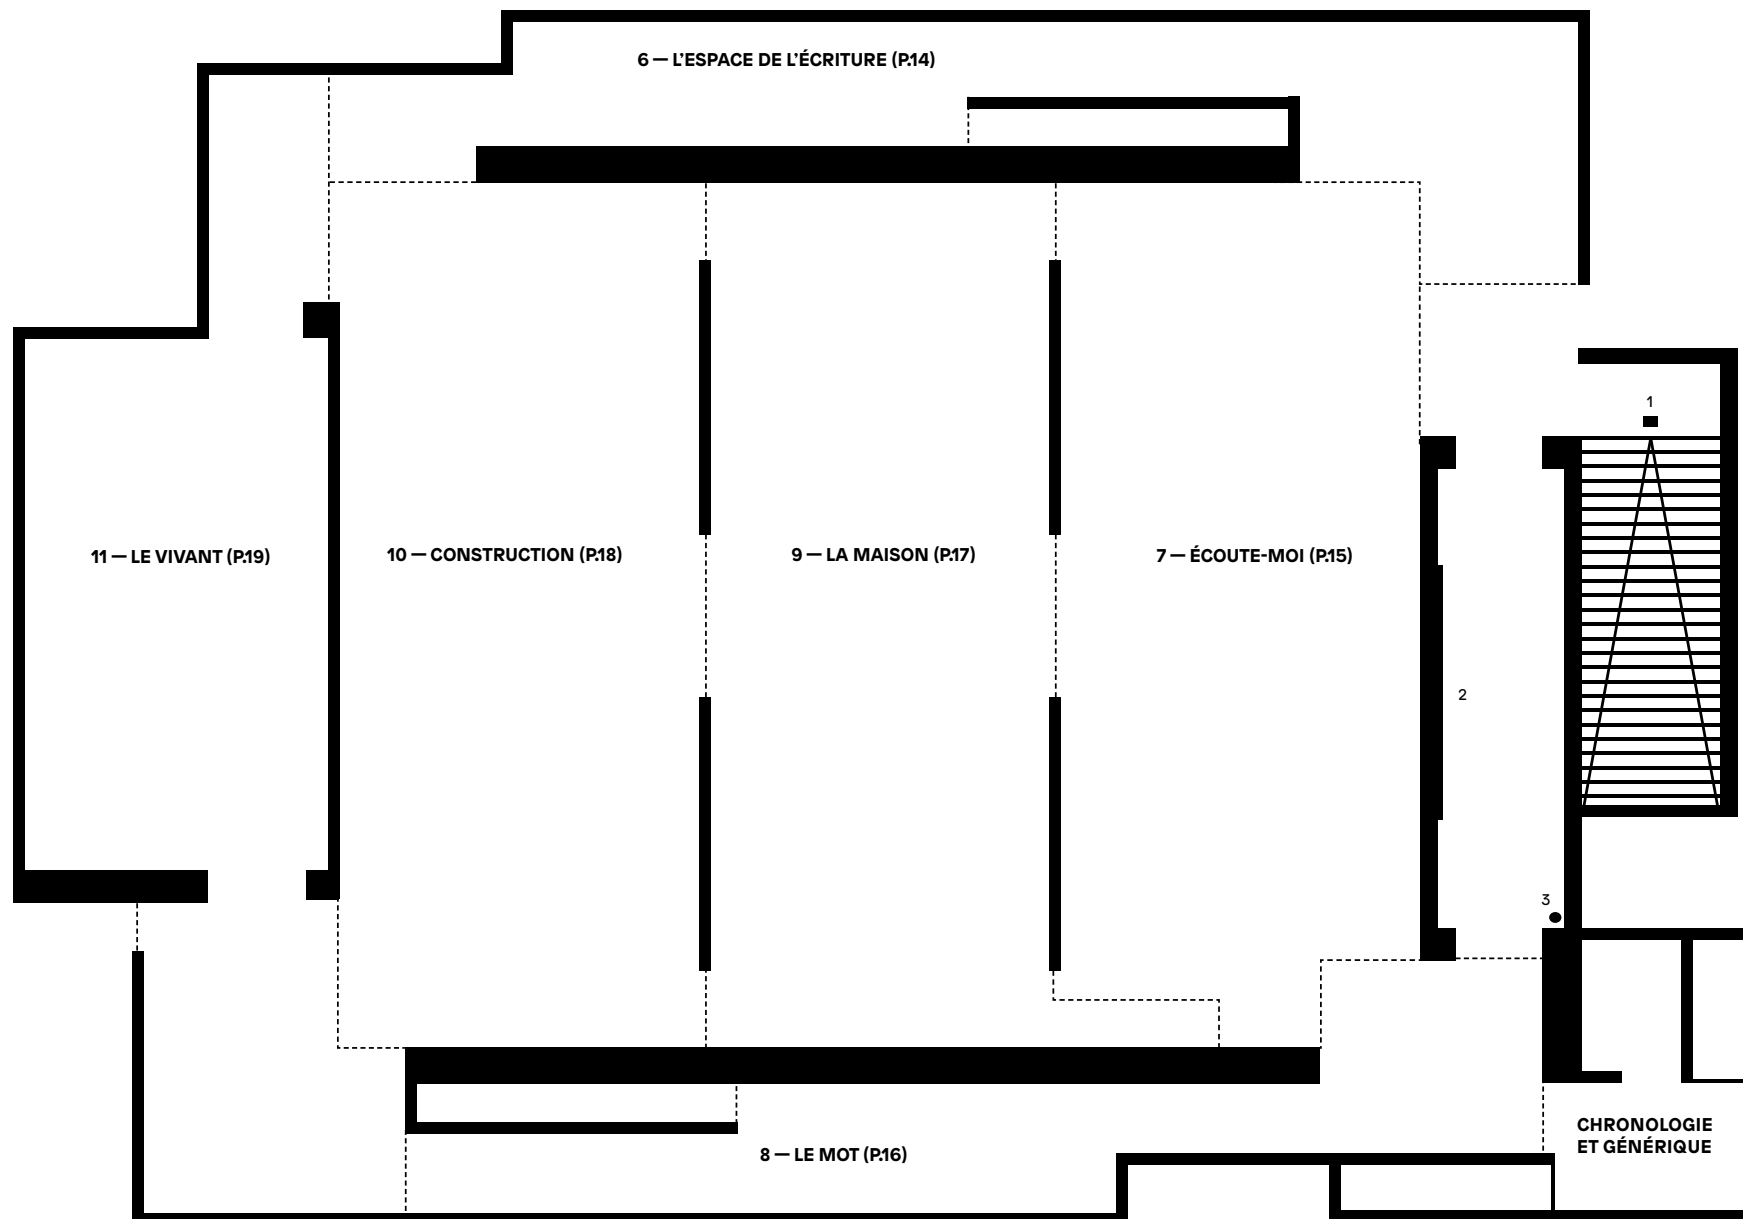 6 — L’ESPACE DE L’ÉCRITURE (P.14)
1
11 — LE VIVANT (P.19)
10 — CONSTRUCTION (P.18)
9 — LA MAISON (P.17)
7 — ÉCOUTE-MOI (P.15)
2
3
CHRONOLOGIE
ET GÉNÉRIQUE
8 — LE MOT (P.16)